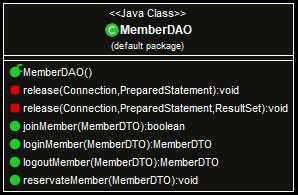 <<Java Class>>
MemberDAO
(default package)
MemberDAO()
release(Connection,PreparedStatement):void
release(Connection,PreparedStatement,ResultSet):void
joinMember(MemberDTO):boolean
loginMember(MemberDTO):MemberDTO
logoutMember(MemberDTO):MemberDTO
reservateMember(MemberDTO):void